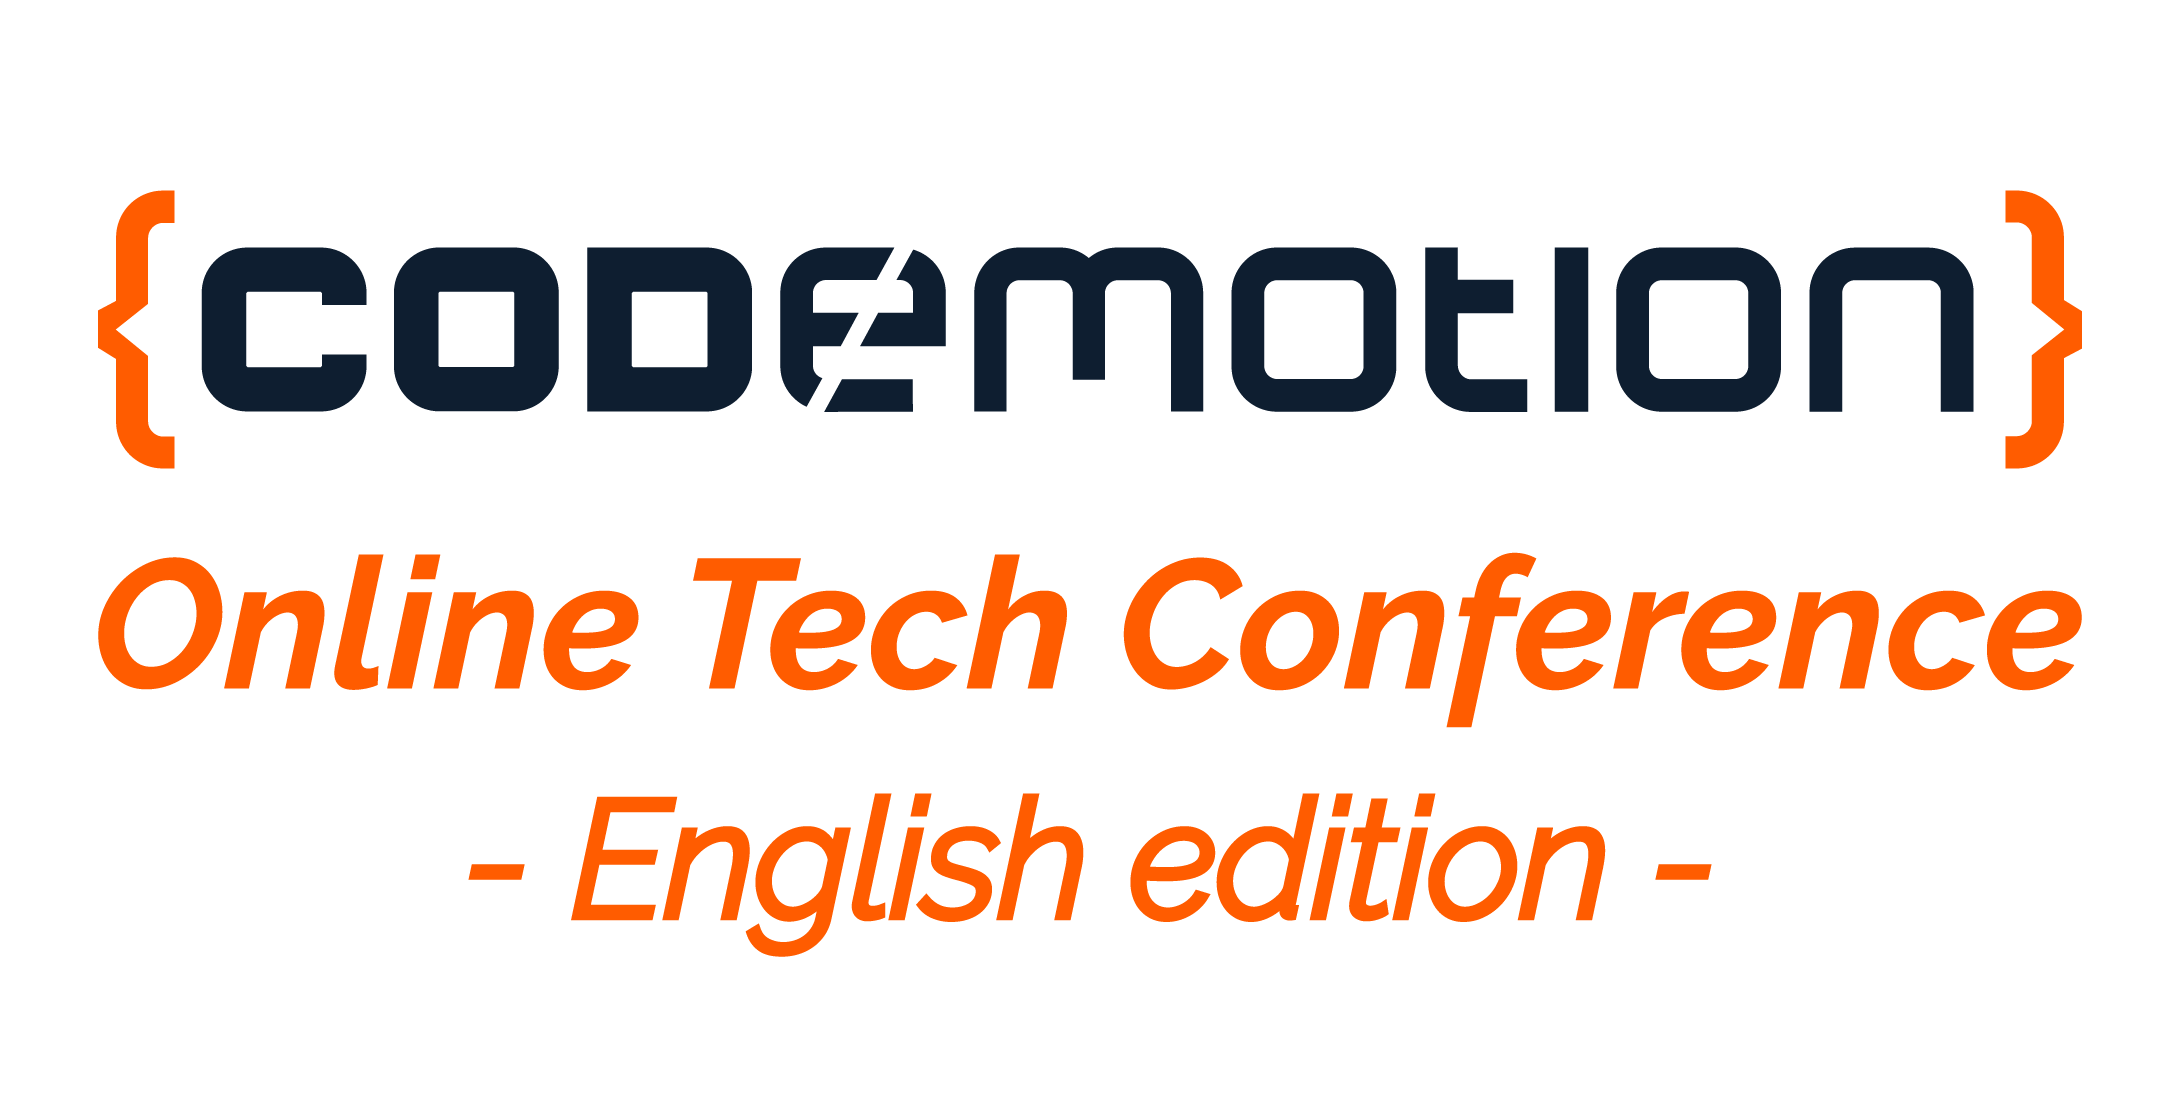 {CODEMOTION}
Online Tech Conference
- English edition -